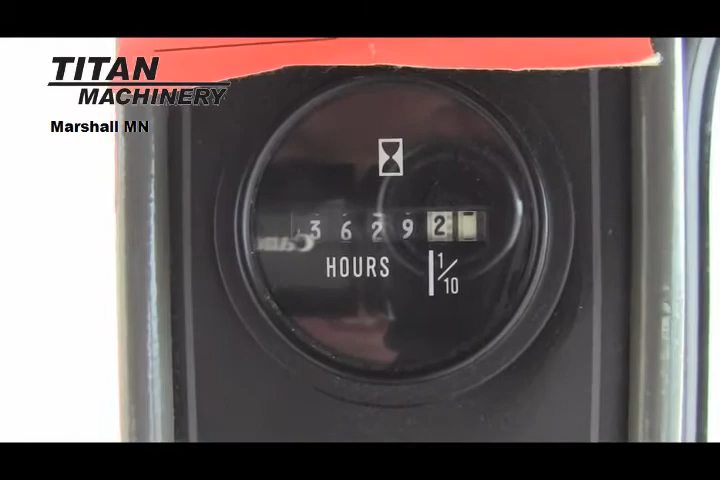 TITAN
MACHINERY
Marshall MN
3 6 2 9 2
HOURS 1/10